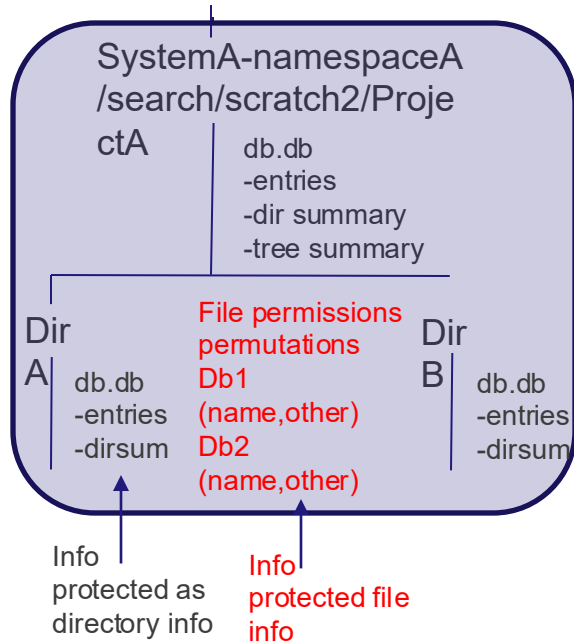 SystemA-namespaceA
/search/scratch2/Proje
ctA
db.db
-entries
-dir summary
-tree summary
Dir
A
db.db
-entries
-dirsum
File permissions
permutations
Db1
(name,other)
Db2
(name,other)
Dir
B
db.db
-entries
-dirsum
Info
protected as
directory info
Info
protected file
info